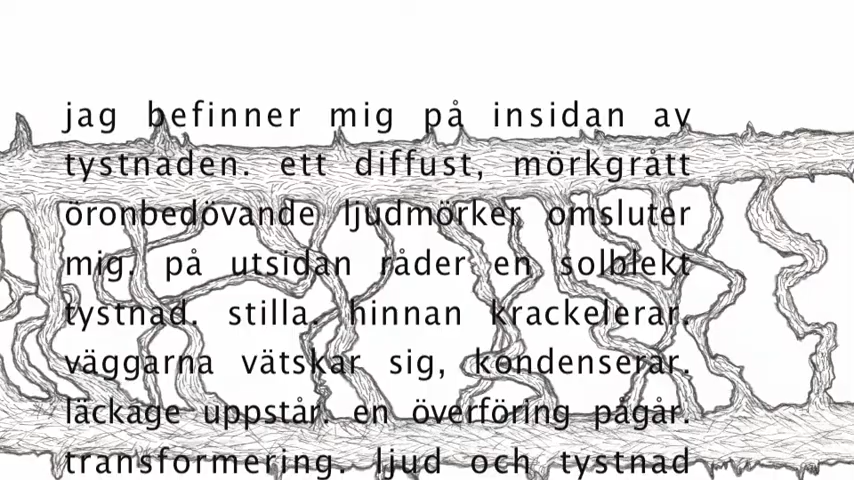 jag befinner mig på insidan av
tystnaden. ett diffust, mörkgrått
öronbedövande ljudmörker omsluter
mig. på utsidan råder en solblekt
tystnad. stilla. hinnan krackelerar.
väggarna vätskar sig, kondenserar.
läckage uppstår. en överföring pågår.
transformering. ljud och tystnad